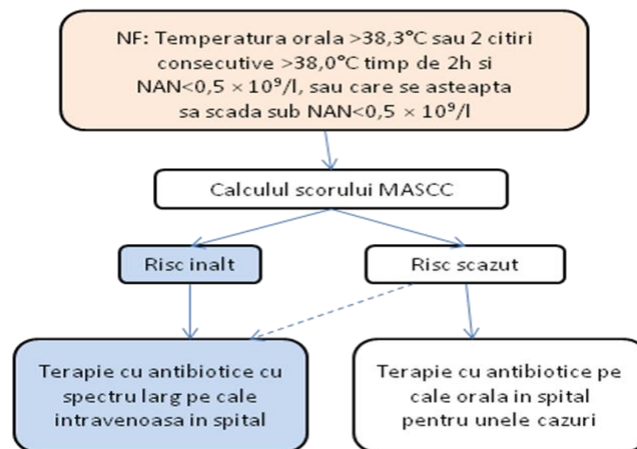 NF: Temperatura orala >38,3°C sau 2 citiri
consecutive >38,0°C timp de 2h si
NAN<0,5 × 10⁹/l, sau care se asteapta
sa scada sub NAN<0,5 × 10⁹/l
Calculul scorului MASCC
Risc inalt
Risc scazut
Terapie cu antibiotice cu
spectru larg pe cale
intravenoasa in spital
Terapie cu antibiotice pe
cale orala in spital
pentru unele cazuri